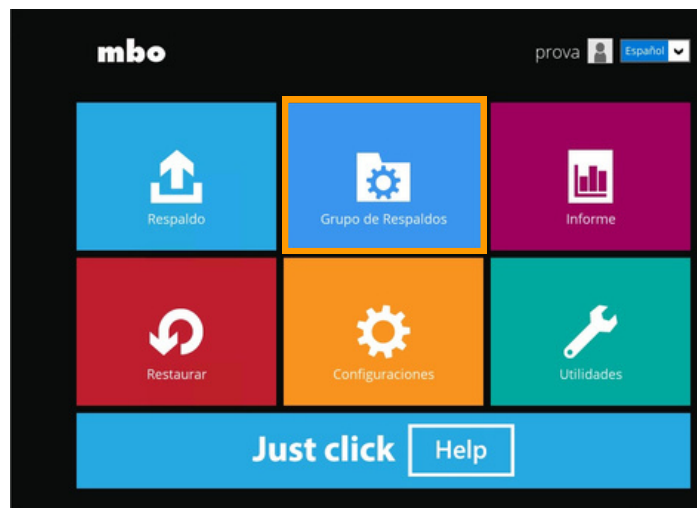 mbo
prova Español
Respaldo
Grupo de Respaldos
Informe
Restaurar
Configuraciones
Utilidades
Just click Help